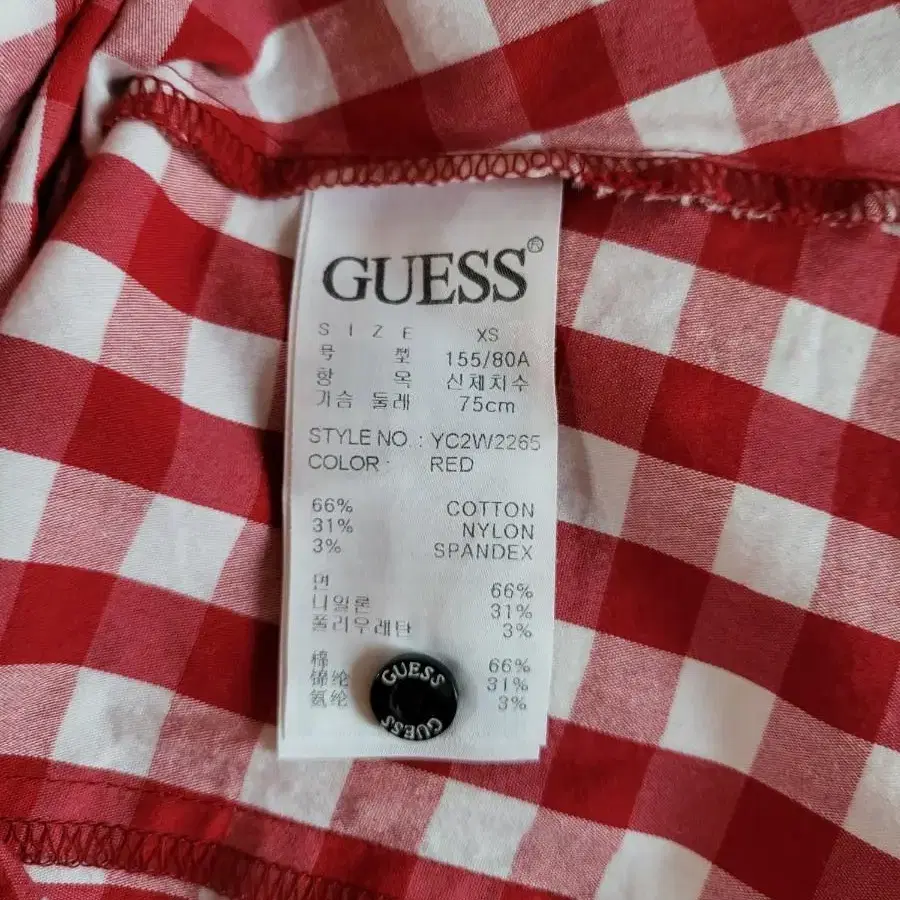 GUESS®
SIZE XS
호 형 155/80A
항 목 신체치수
가슴 둘레 75cm
STYLE NO. : YC2W2265
COLOR : RED
66% COTTON
31% NYLON
3% SPANDEX
면 66%
나일론 31%
폴리우레탄 3%
棉 66%
锦纶 31%
氨纶 3%
GUESS
GUESS